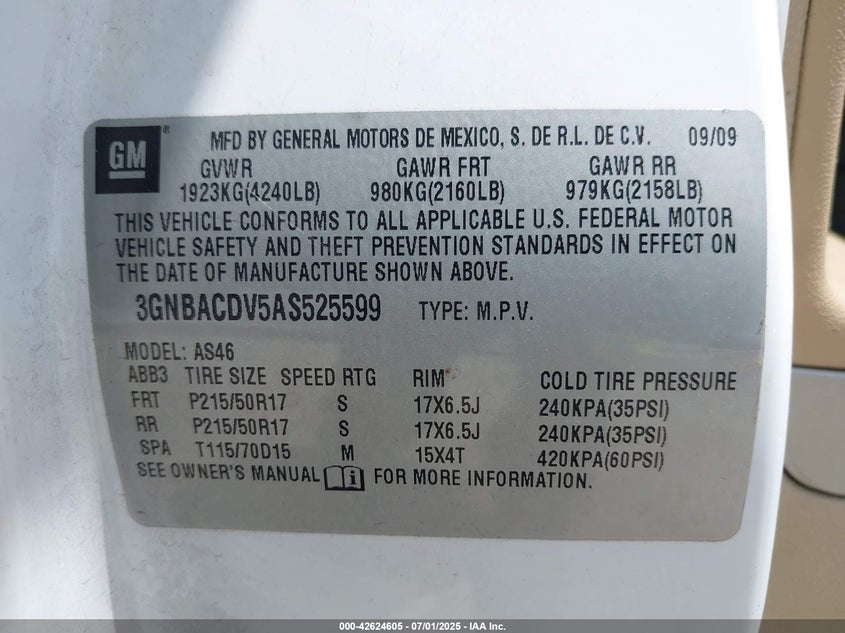 GM ® MFD BY GENERAL MOTORS DE MEXICO, S. DE R.L. DE C.V. 09/09
GVWR GAWR FRT GAWR RR
1923KG(4240LB) 980KG(2160LB) 979KG(2158LB)
THIS VEHICLE CONFORMS TO ALL APPLICABLE U.S. FEDERAL MOTOR
VEHICLE SAFETY AND THEFT PREVENTION STANDARDS IN EFFECT ON
THE DATE OF MANUFACTURE SHOWN ABOVE.
3GNBACDV5AS525599 TYPE: M.P.V.
MODEL: AS46
ABB3 TIRE SIZE SPEED RTG RIM COLD TIRE PRESSURE
FRT P215/50R17 S 17X6.5J 240KPA(35PSI)
RR P215/50R17 S 17X6.5J 240KPA(35PSI)
SPA T115/70D15 M 15X4T 420KPA(60PSI)
SEE OWNER'S MANUAL i FOR MORE INFORMATION.
000-42624605 - 07/01/2025 - IAA Inc.